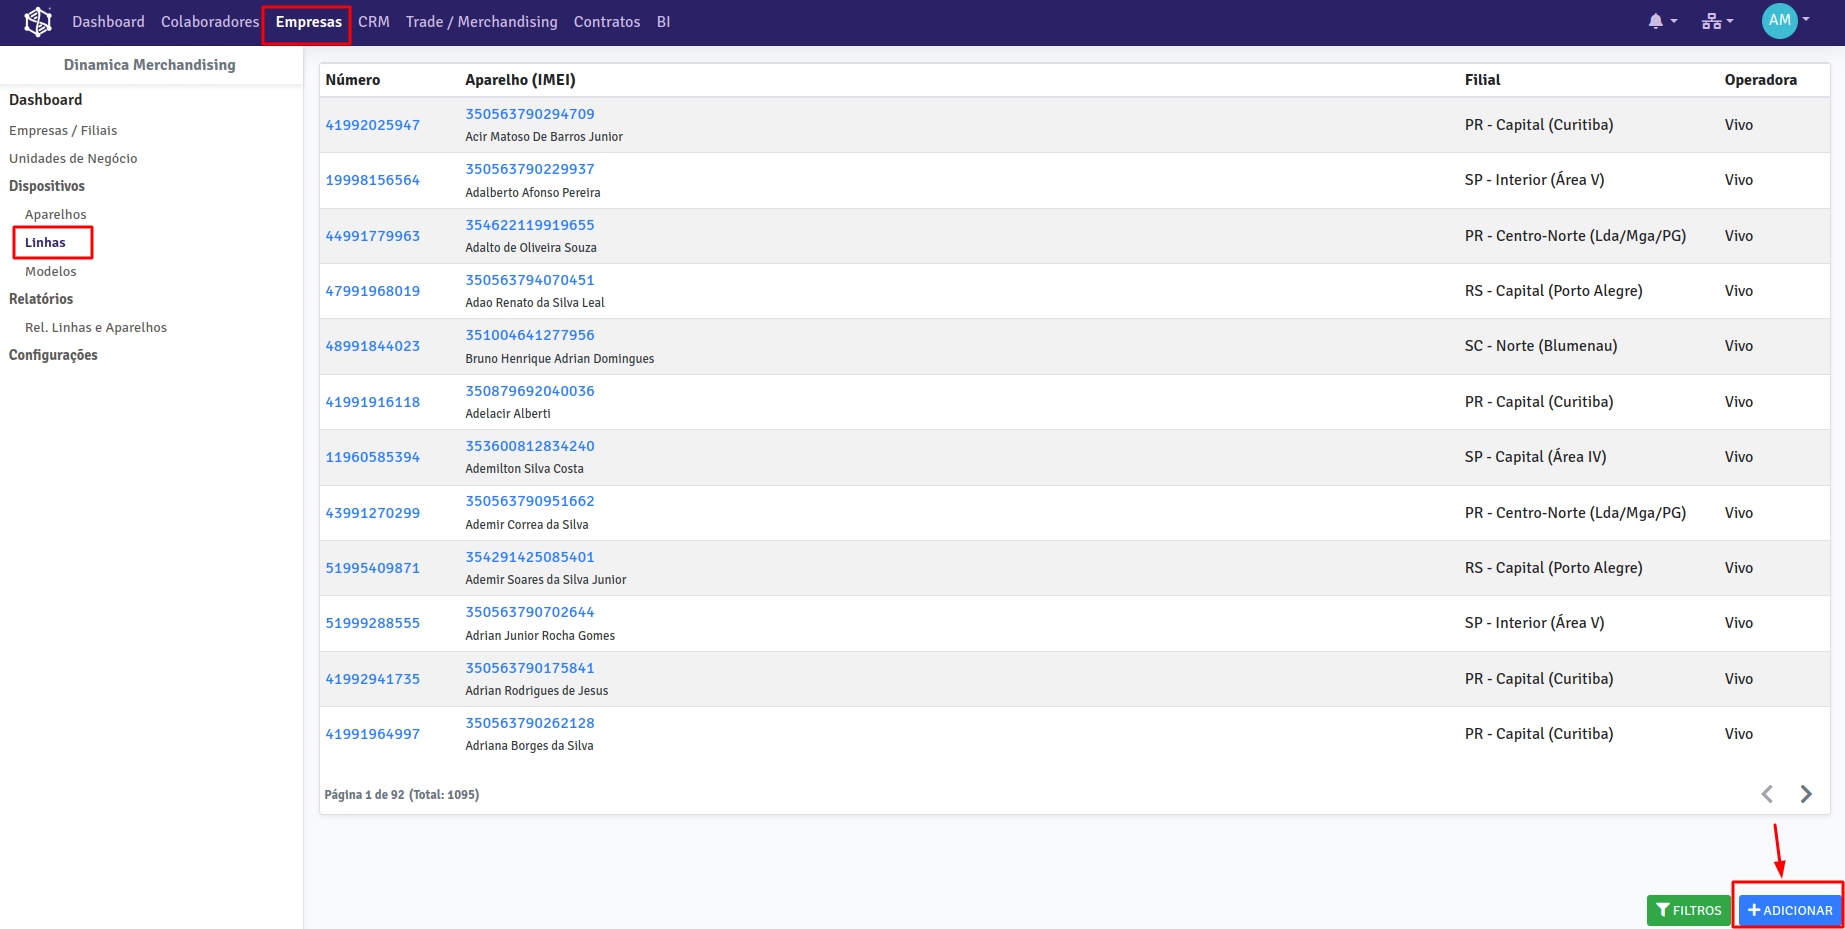 Dashboard Colaboradores Empresas CRM Trade / Merchandising Contratos BI AM
Dinamica Merchandising
Dashboard
Empresas / Filiais
Unidades de Negócio
Dispositivos
Aparelhos
Linhas
Modelos
Relatórios
Rel. Linhas e Aparelhos
Configurações
Número Aparelho (IMEI) Filial Operadora
41992025947 350563790294709 PR - Capital (Curitiba) Vivo
Acir Matoso De Barros Junior
19998156564 350563790229937 SP - Interior (Área V) Vivo
Adalberto Afonso Pereira
44991779963 354622119919655 PR - Centro-Norte (Lda/Mga/PG) Vivo
Adalto de Oliveira Souza
47991968019 350563794070451 RS - Capital (Porto Alegre) Vivo
Adao Renato da Silva Leal
48991844023 351004641277956 SC - Norte (Blumenau) Vivo
Bruno Henrique Adrian Domingues
41991916118 350879692040036 PR - Capital (Curitiba) Vivo
Adelacir Alberti
11960585394 353600812834240 SP - Capital (Área IV) Vivo
Ademilton Silva Costa
43991270299 350563790951662 PR - Centro-Norte (Lda/Mga/PG) Vivo
Ademir Correa da Silva
51995409871 354291425085401 RS - Capital (Porto Alegre) Vivo
Ademir Soares da Silva Junior
51999288555 350563790702644 SP - Interior (Área V) Vivo
Adrian Junior Rocha Gomes
41992941735 350563790175841 PR - Capital (Curitiba) Vivo
Adrian Rodrigues de Jesus
41991964997 350563790262128 PR - Capital (Curitiba) Vivo
Adriana Borges da Silva
Página 1 de 92 (Total: 1095)
FILTROS ADICIONAR